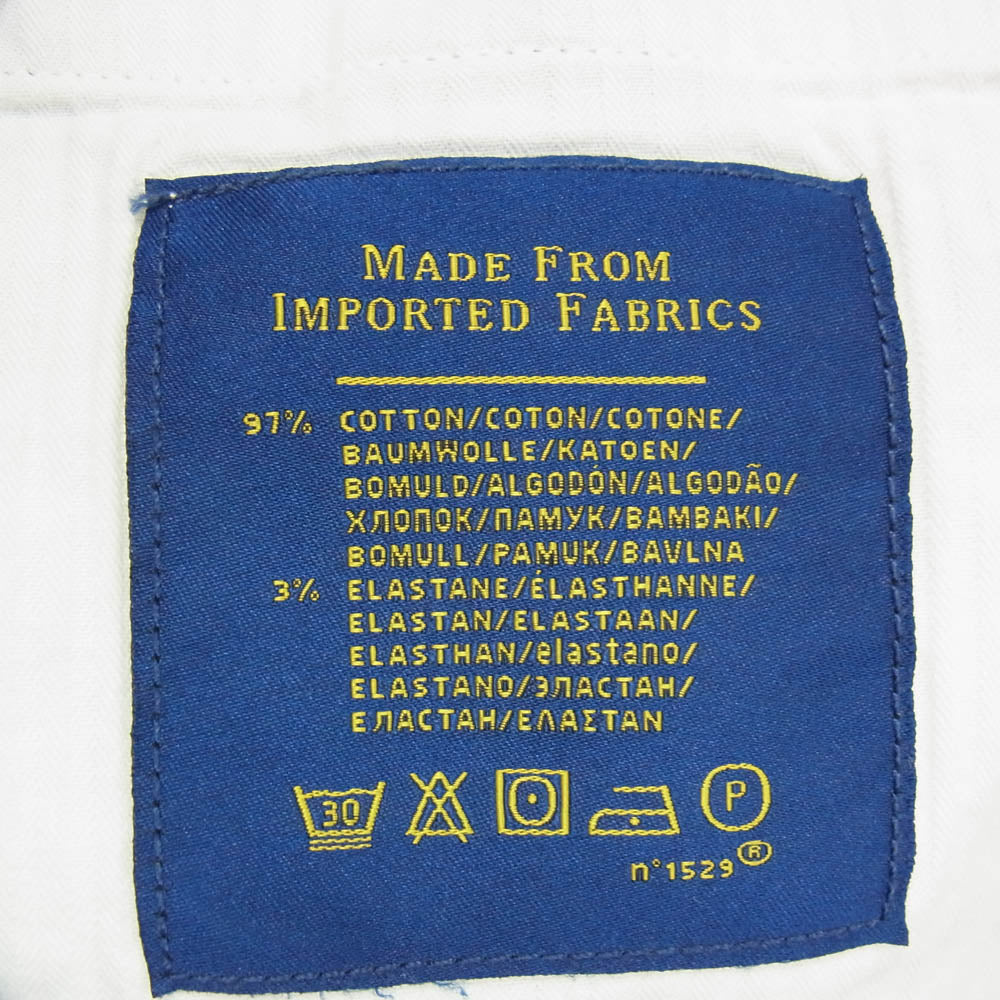 MADE FROM
IMPORTED FABRICS
97% COTTON/COTON/COTONE/
BAUMWOLLE/KATOEN/
BOMULD/ALGODÓN/ALGODÃO/
ХЛОПОК/ПАМУК/BAMBAKI/
BOMULL/PAMUK/BAVLNA
3% ELASTANE/ÉLASTHANNE/
ELASTAN/ELASTAAN/
ELASTHAN/elastano/
ELASTANO/ЭЛАСТАН/
ЕЛАСТАН/ΕΛΑΣΤΑΝ
30 P
n°1529®